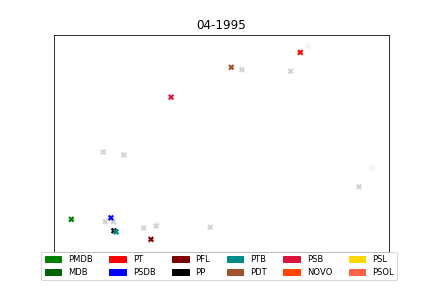 04-1995
PMDB PT PFL PTB PSB PSL
MDB PSDB PP PDT NOVO PSOL